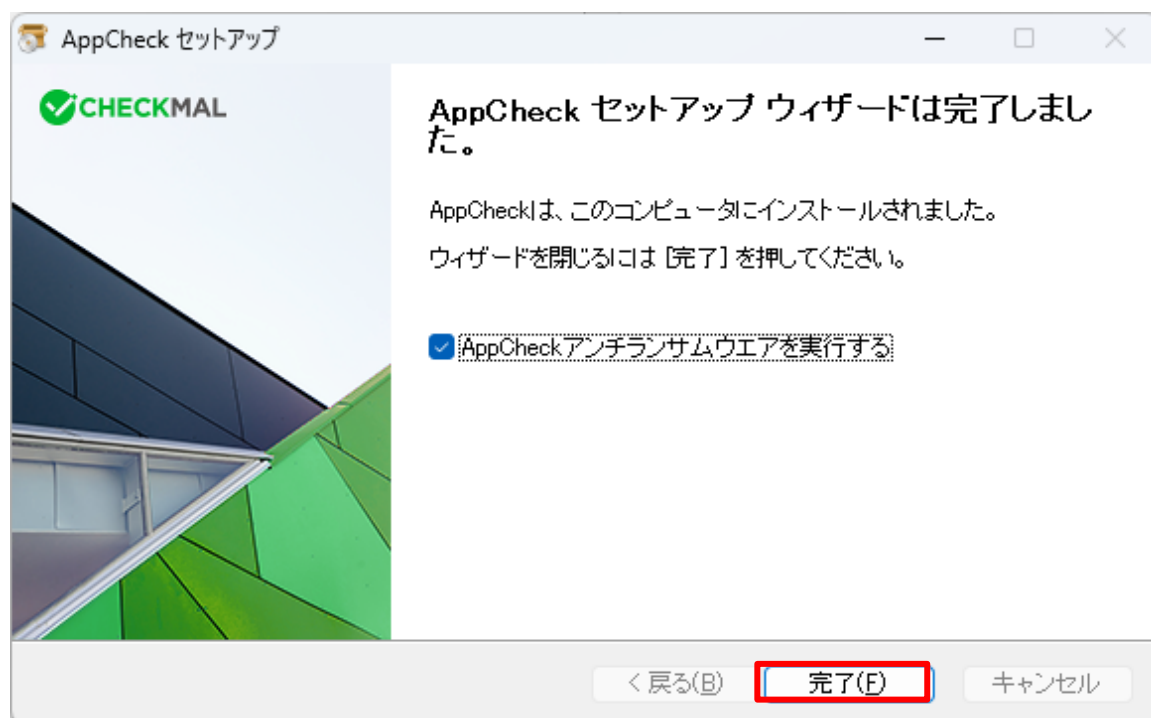 AppCheck セットアップ
CHECKMAL
AppCheck セットアップ ウィザードは完了しまし
た。
AppCheckは、このコンピュータにインストールされました。
ウィザードを閉じるには [完了] を押してください。
AppCheckアンチランサムウエアを実行する
< 戻る(B)
完了(F)
キャンセル